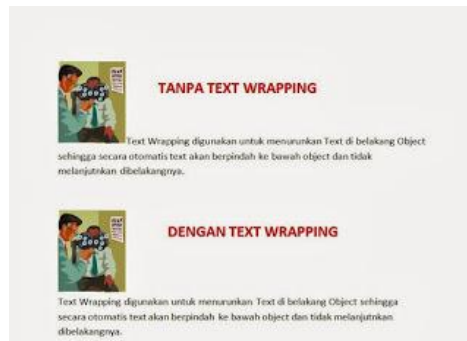 TANPA TEXT WRAPPING
Text Wrapping digunakan untuk menurunkan Text di belakang Object
sehingga secara otomatis text akan berpindah ke bawah object dan tidak
melanjutnkan dibelakangnya.
DENGAN TEXT WRAPPING
Text Wrapping digunakan untuk menurunkan Text di belakang Object sehingga
secara otomatis text akan berpindah ke bawah object dan tidak melanjutnkan
dibelakangnya.